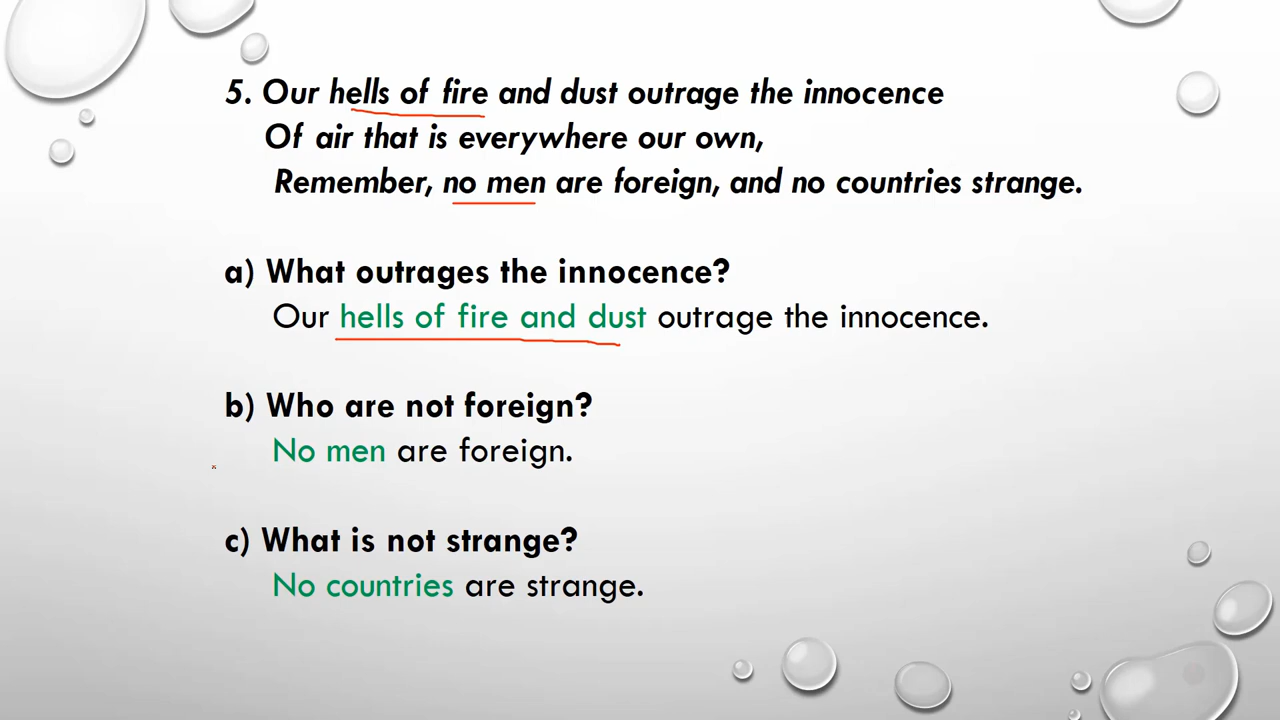 5. Our hells of fire and dust outrage the innocence
Of air that is everywhere our own,
Remember, no men are foreign, and no countries strange.
a) What outrages the innocence?
Our hells of fire and dust outrage the innocence.
b) Who are not foreign?
No men are foreign.
c) What is not strange?
No countries are strange.